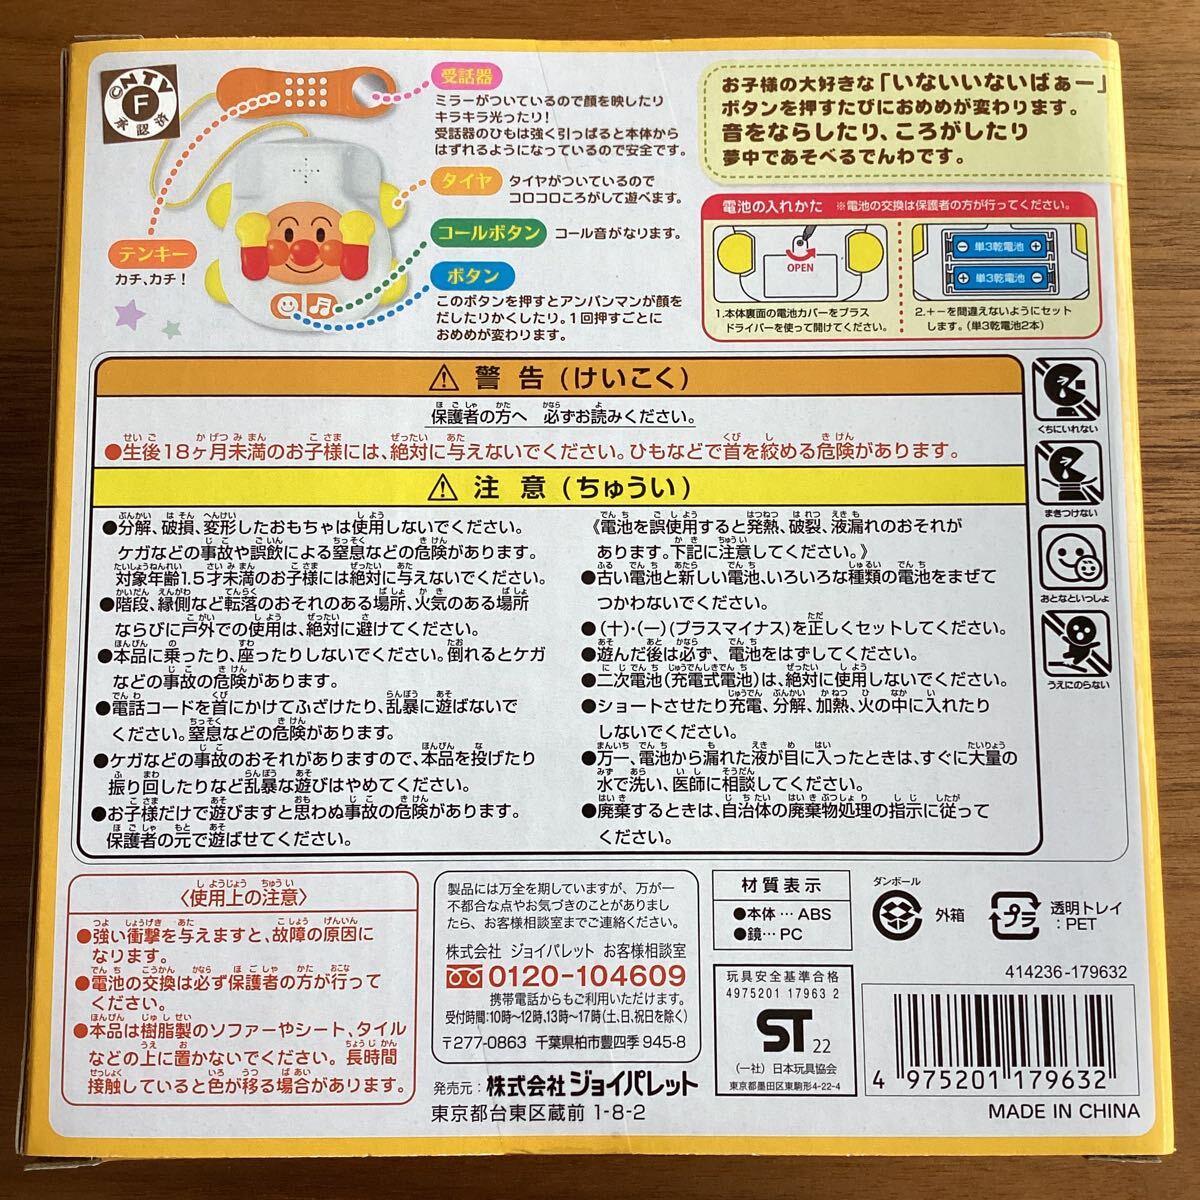 ©NTV
F
承認済
受話器
ミラーがついているので顔を映したり
キラキラ光ったり!
受話器のひもは強く引っぱると本体から
はずれるようになっているので安全です。
タイヤ
タイヤがついているので
コロコロころがして遊べます。
コールボタン
コール音がなります。
テンキー
カチ、カチ!
ボタン
このボタンを押すとアンパンマンが顔を
だしたりかくしたり。1回押すごとに
おめめが変わります。
お子様の大好きな「いないいないばぁー」
ボタンを押すたびにおめめが変わります。
音をならしたり、ころがしたり
夢中であそべるでんわです。
電池の入れかた ※電池の交換は保護者の方が行ってください。
OPEN
単3乾電池
単3乾電池
1.本体裏面の電池カバーをプラス
ドライバーを使って開けてください。
2.+−を間違えないようにセット
します。(単3乾電池2本)
⚠ 警告(けいこく)
保護者の方へ 必ずお読みください。
●生後18ヶ月未満のお子様には、絶対に与えないでください。ひもなどで首を絞める危険があります。
⚠ 注意(ちゅうい)
●分解、破損、変形したおもちゃは使用しないでください。
ケガなどの事故や誤飲による窒息などの危険があります。
対象年齢1.5才未満のお子様には絶対に与えないでください。
●階段、縁側など転落のおそれのある場所、火気のある場所
ならびに戸外での使用は、絶対に避けてください。
●本品に乗ったり、座ったりしないでください。倒れるとケガ
などの事故の危険があります。
●電話コードを首にかけてふざけたり、乱暴に遊ばないで
ください。窒息などの危険があります。
●ケガなどの事故のおそれがありますので、本品を投げたり
振り回したりなど乱暴な遊びはやめてください。
●お子様だけで遊びますと思わぬ事故の危険があります。
保護者の元で遊ばせてください。
《電池を誤使用すると発熱、破裂、液漏れのおそれが
あります。下記に注意してください。》
●古い電池と新しい電池、いろいろな種類の電池をまぜて
つかわないでください。
●(+)・(−)(プラスマイナス)を正しくセットしてください。
●遊んだ後は必ず、電池をはずしてください。
●二次電池(充電式電池)は、絶対に使用しないでください。
●ショートさせたり充電、分解、加熱、火の中に入れたり
しないでください。
●万一、電池から漏れた液が目に入ったときは、すぐに大量の
水で洗い、医師に相談してください。
●廃棄するときは、自治体の廃棄物処理の指示に従って
ください。
くちにいれない
まきつけない
おとなといっしょ
うえにのらない
〈使用上の注意〉
●強い衝撃を与えますと、故障の原因に
なります。
●電池の交換は必ず保護者の方が行って
ください。
●本品は樹脂製のソファーやシート、タイル
などの上に置かないでください。長時間
接触していると色が移る場合があります。
製品には万全を期していますが、万が一
不都合な点やお気づきのことがありまし
たら、お客様相談室までご連絡ください。
株式会社 ジョイパレット お客様相談室
0120-104609
携帯電話からもご利用いただけます。
受付時間:10時〜12時、13時〜17時(土、日、祝日を除く)
〒277-0863 千葉県柏市豊四季945-8
発売元: 株式会社ジョイパレット
東京都台東区蔵前 1-8-2
材質表示
●本体…ABS
●鏡…PC
玩具安全基準合格
4975201 17963 2
ST 22
(一社)日本玩具協会
東京都墨田区東駒形4-22-4
ダンボール
外箱
プラ
透明トレイ
:PET
414236-179632
4 975201 179632
MADE IN CHINA